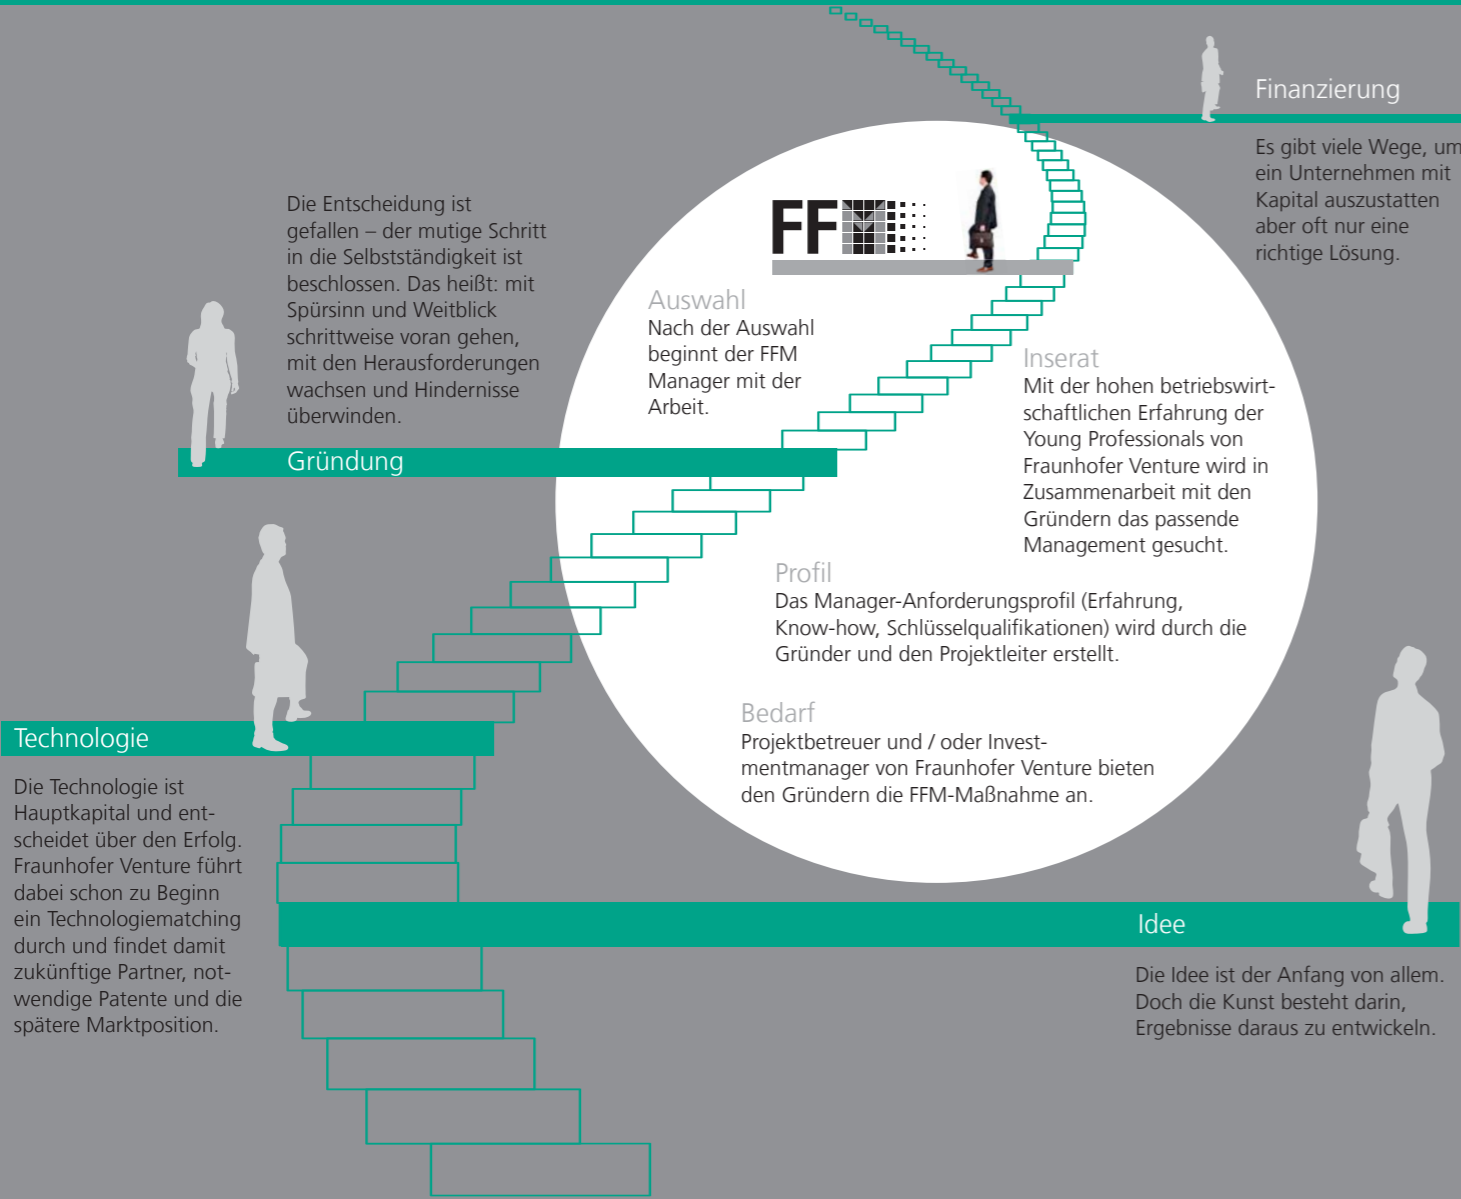 Finanzierung
Es gibt viele Wege, um
ein Unternehmen mit
Kapital auszustatten
aber oft nur eine
richtige Lösung.
Die Entscheidung ist
gefallen – der mutige Schritt
in die Selbstständigkeit ist
beschlossen. Das heißt: mit
Spürsinn und Weitblick
schrittweise voran gehen,
mit den Herausforderungen
wachsen und Hindernisse
überwinden.
Gründung
FFM
Auswahl
Nach der Auswahl
beginnt der FFM
Manager mit der
Arbeit.
Inserat
Mit der hohen betriebswirt-
schaftlichen Erfahrung der
Young Professionals von
Fraunhofer Venture wird in
Zusammenarbeit mit den
Gründern das passende
Management gesucht.
Profil
Das Manager-Anforderungsprofil (Erfahrung,
Know-how, Schlüsselqualifikationen) wird durch die
Gründer und den Projektleiter erstellt.
Bedarf
Projektbetreuer und / oder Invest-
mentmanager von Fraunhofer Venture bieten
den Gründern die FFM-Maßnahme an.
Technologie
Die Technologie ist
Hauptkapital und ent-
scheidet über den Erfolg.
Fraunhofer Venture führt
dabei schon zu Beginn
ein Technologiematching
durch und findet damit
zukünftige Partner, not-
wendige Patente und die
spätere Marktposition.
Idee
Die Idee ist der Anfang von allem.
Doch die Kunst besteht darin,
Ergebnisse daraus zu entwickeln.